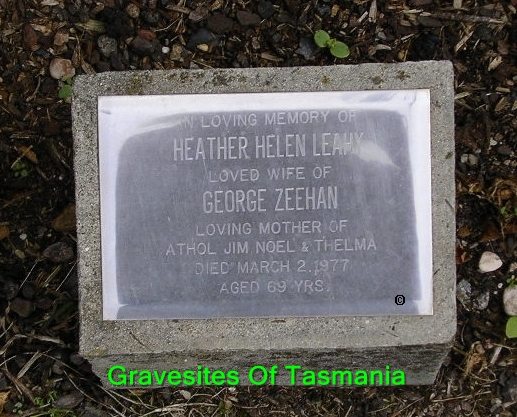 IN LOVING MEMORY OF
HEATHER HELEN LEAHY
LOVED WIFE OF
GEORGE ZEEHAN
LOVING MOTHER OF
ATHOL JIM NOEL & THELMA
DIED MARCH 2.1977
AGED 69 YRS.
©
Gravesites Of Tasmania